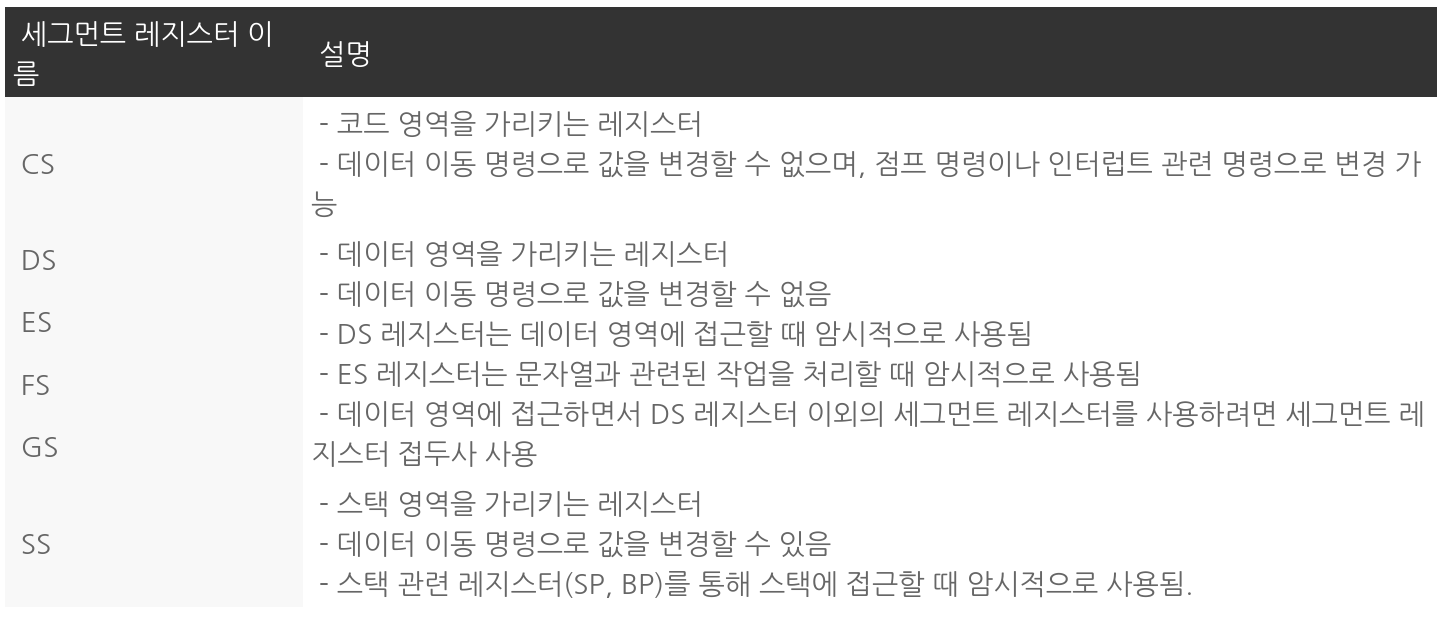 세그먼트 레지스터 이
름
설명
CS
- 코드 영역을 가리키는 레지스터
- 데이터 이동 명령으로 값을 변경할 수 없으며, 점프 명령이나 인터럽트 관련 명령으로 변경 가
능
DS
ES
FS
GS
- 데이터 영역을 가리키는 레지스터
- 데이터 이동 명령으로 값을 변경할 수 없음
- DS 레지스터는 데이터 영역에 접근할 때 암시적으로 사용됨
- ES 레지스터는 문자열과 관련된 작업을 처리할 때 암시적으로 사용됨
- 데이터 영역에 접근하면서 DS 레지스터 이외의 세그먼트 레지스터를 사용하려면 세그먼트 레
지스터 접두사 사용
SS
- 스택 영역을 가리키는 레지스터
- 데이터 이동 명령으로 값을 변경할 수 있음
- 스택 관련 레지스터(SP, BP)를 통해 스택에 접근할 때 암시적으로 사용됨.